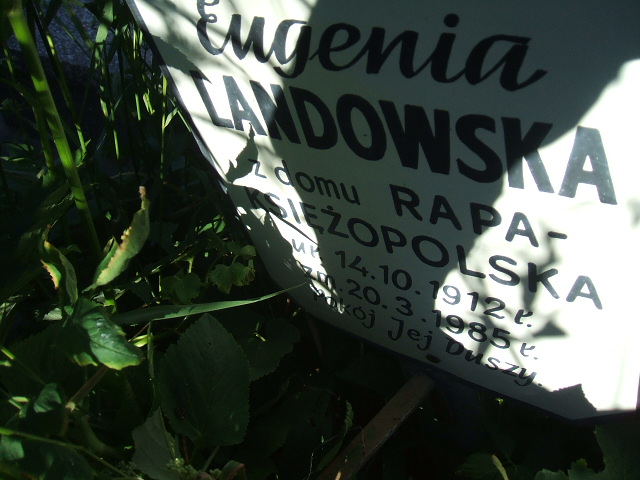 Eugenia
LANDOWSKA
z domu RAPA-
KSIĘŻOPOLSKA
ur. 14.10.1912 r.
zm. 20.3.1985 r.
Pokój Jej Duszy.